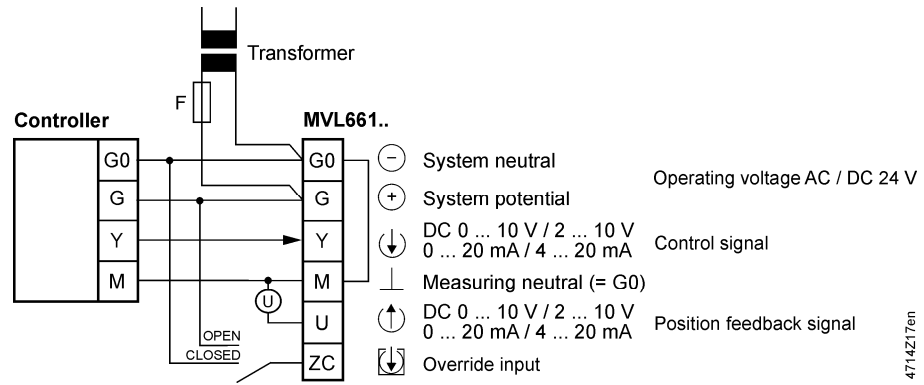 Transformer
F
Controller
MVL661..
G0
G0
− System neutral
Operating voltage AC / DC 24 V
G
G
+ System potential
Y
Y
DC 0 ... 10 V / 2 ... 10 V
0 ... 20 mA / 4 ... 20 mA
Control signal
M
M
Measuring neutral (= G0)
U
U
DC 0 ... 10 V / 2 ... 10 V
0 ... 20 mA / 4 ... 20 mA
Position feedback signal
OPEN
CLOSED
ZC
Override input
4714Z17en